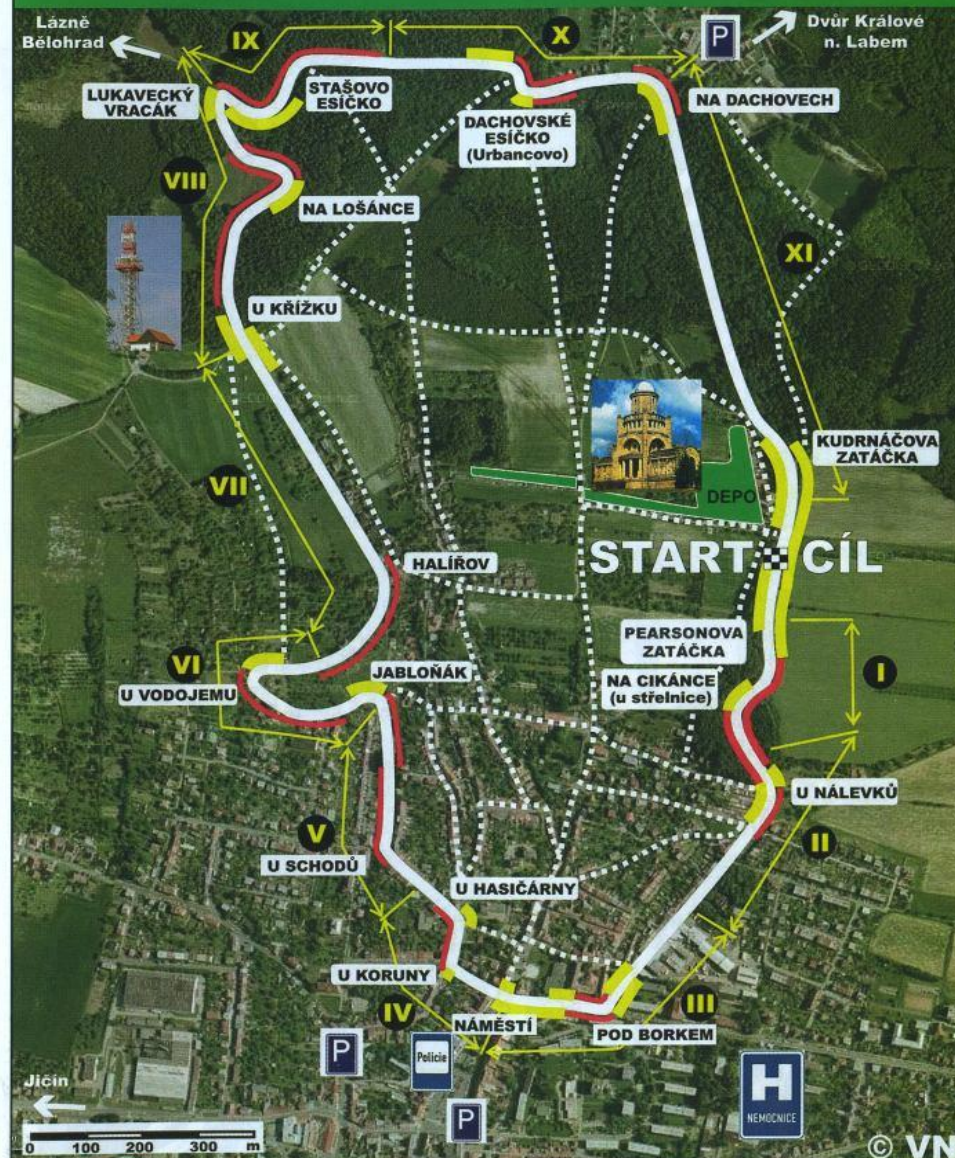 Lázně
Bělohrad
IX
X
P
Dvůr Králové
n. Labem
LUKAVECKÝ
VRACÁK
STAŠOVO
ESÍČKO
DACHOVSKÉ
ESÍČKO
(Urbancovo)
NA DACHOVECH
VIII
NA LOŠÁNCE
XI
U KŘÍŽKU
KUDRNÁČOVA
ZATÁČKA
VII
DEPO
START CÍL
HALÍŘOV
PEARSONOVA
ZATÁČKA
VI
U VODOJEMU
JABLOŇÁK
NA CIKÁNCE
(u střelnice)
I
U NÁLEVKŮ
V
U SCHODŮ
II
U HASIČÁRNY
U KORUNY
IV
NÁMĚSTÍ
III
POD BORKEM
P
Policie
H
NEMOCNICE
Jičín
P
0 100 200 300 m
© VN